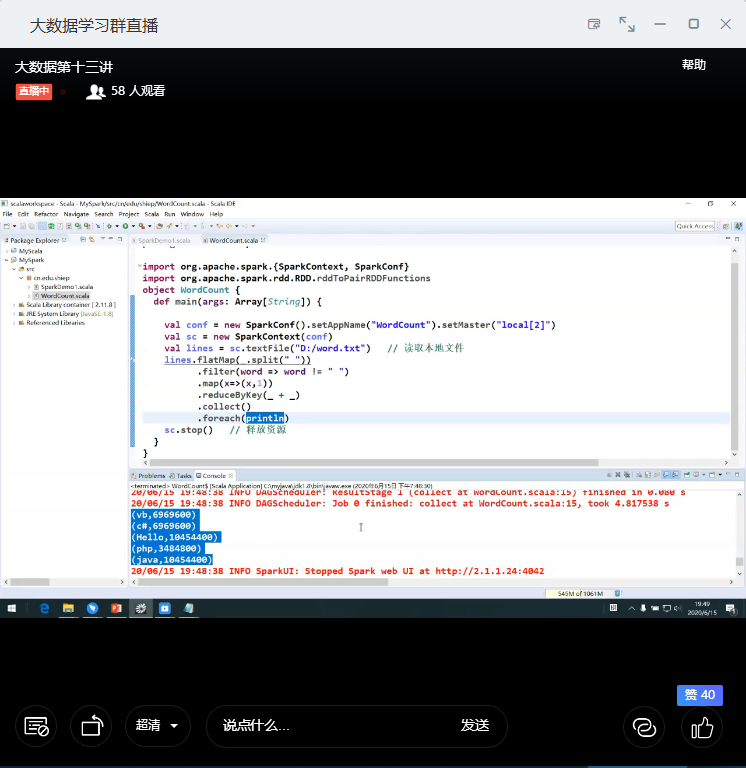 大数据学习群直播
大数据第十三讲
帮助
直播中
58 人观看
scalaworkspace - Scala - MySpark/src/cn/edu/shiep/WordCount.scala - Scala IDE
File Edit Refactor Navigate Search Project Scala Run Window Help
Quick Access
Package Explorer
SparkDemo1.scala
WordCount.scala
MyScala
MySpark
src
cn.edu.shiep
SparkDemo1.scala
WordCount.scala
Scala Library container [ 2.11.8 ]
JRE System Library [JavaSE-1.8]
Referenced Libraries
import org.apache.spark.{SparkContext, SparkConf}
import org.apache.spark.rdd.RDD.rddToPairRDDFunctions
object WordCount {
def main(args: Array[String]) {
val conf = new SparkConf().setAppName("WordCount").setMaster("local[2]")
val sc = new SparkContext(conf)
val lines = sc.textFile("D:/word.txt") // 读取本地文件
lines.flatMap(_.split(" "))
.filter(word => word != " ")
.map(x=>(x,1))
.reduceByKey(_ + _)
.collect()
.foreach(println)
sc.stop() // 释放资源
}
}
Problems Tasks Console
<terminated> WordCount$ [Scala Application] C:\myjava\jdk1.8\bin\javaw.exe (2020年6月15日 下午7:48:30)
20/06/15 19:48:38 INFO DAGScheduler: ResultStage 1 (collect at WordCount.scala:15) finished in 0.080 s
20/06/15 19:48:38 INFO DAGScheduler: Job 0 finished: collect at WordCount.scala:15, took 4.817538 s
(vb,6969600)
(c#,6969600)
(Hello,10454400)
(php,3484800)
(java,10454400)
20/06/15 19:48:38 INFO SparkUI: Stopped Spark web UI at http://2.1.1.24:4042
545M of 1061M
19:49
2020/6/15
赞 40
超清
说点什么...
发送